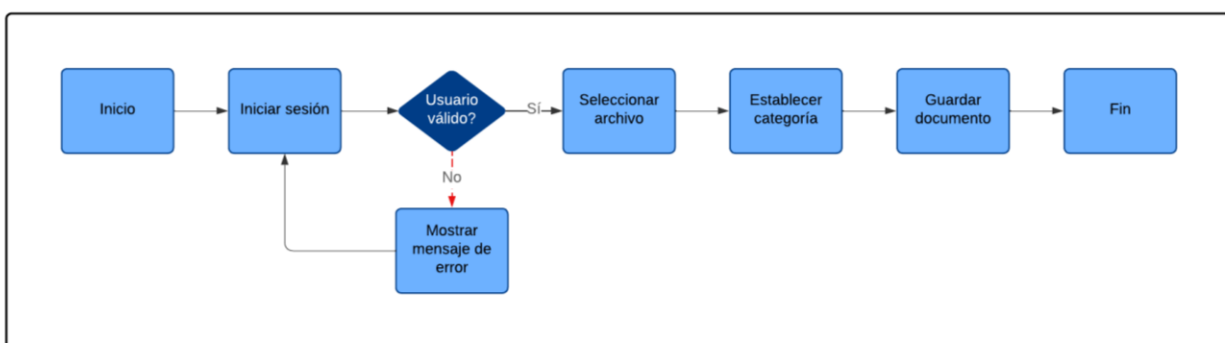 Inicio
Iniciar sesión
Usuario
válido?
Sí
Seleccionar
archivo
Establecer
categoría
Guardar
documento
Fin
No
Mostrar
mensaje de
error